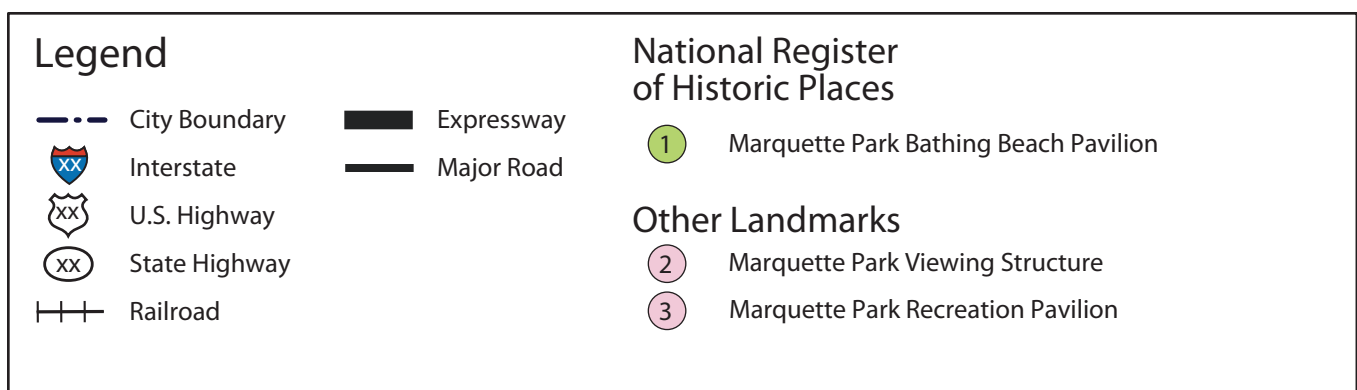 Legend
City Boundary
XX
Interstate
XX
U.S. Highway
XX
State Highway
Railroad
Expressway
Major Road
National Register
of Historic Places
1
Marquette Park Bathing Beach Pavilion
Other Landmarks
2
Marquette Park Viewing Structure
3
Marquette Park Recreation Pavilion